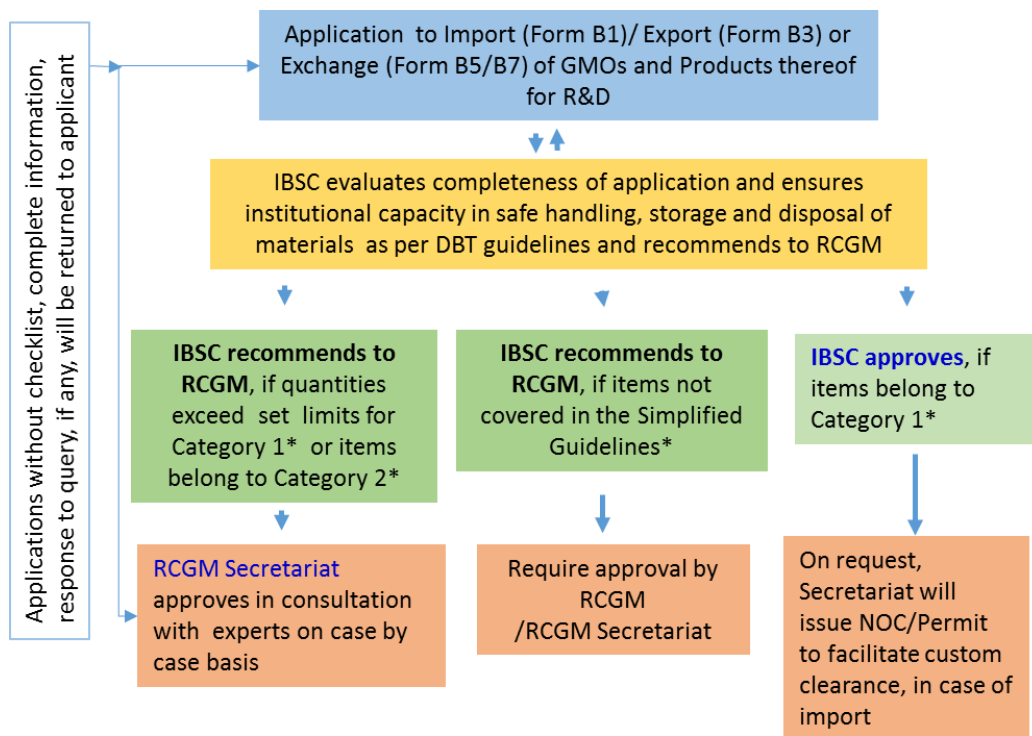 Applications without checklist, complete information,
response to query, if any, will be returned to applicant
Application to Import (Form B1)/ Export (Form B3) or
Exchange (Form B5/B7) of GMOs and Products thereof
for R&D
IBSC evaluates completeness of application and ensures
institutional capacity in safe handling, storage and disposal of
materials as per DBT guidelines and recommends to RCGM
IBSC recommends to
RCGM, if quantities
exceed set limits for
Category 1* or items
belong to Category 2*
IBSC recommends to
RCGM, if items not
covered in the Simplified
Guidelines*
IBSC approves, if
items belong to
Category 1*
RCGM Secretariat
approves in consultation
with experts on case by
case basis
Require approval by
RCGM
/RCGM Secretariat
On request,
Secretariat will
issue NOC/Permit
to facilitate custom
clearance, in case of
import